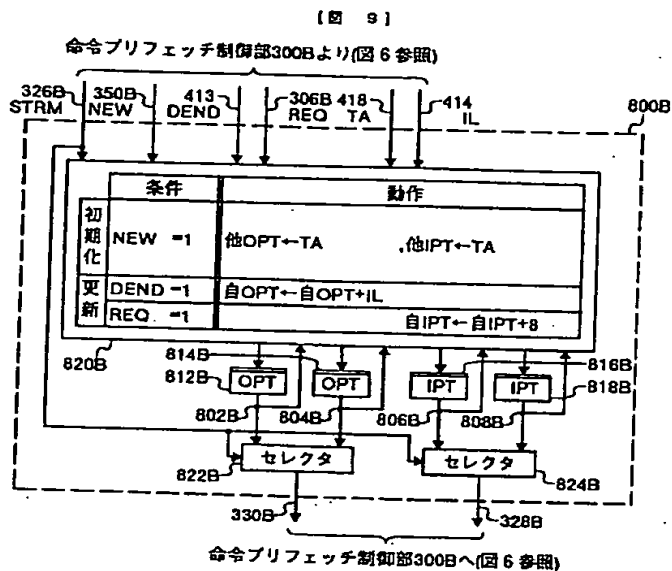 [図 9]
命令プリフェッチ制御部300Bより(図6参照)
326B 350B 413 306B 418 414
STRM NEW DEND REQ TA IL
800B
条件 動作
初期化 NEW =1 他OPT←TA ,他IPT←TA
更新 DEND=1 自OPT←自OPT+IL
REQ =1 自IPT←自IPT+8
820B 814B 816B
812B OPT OPT IPT IPT 818B
802B 804B 806B 808B
822B セレクタ セレクタ 824B
330B 328B
命令プリフェッチ制御部300Bへ(図6参照)